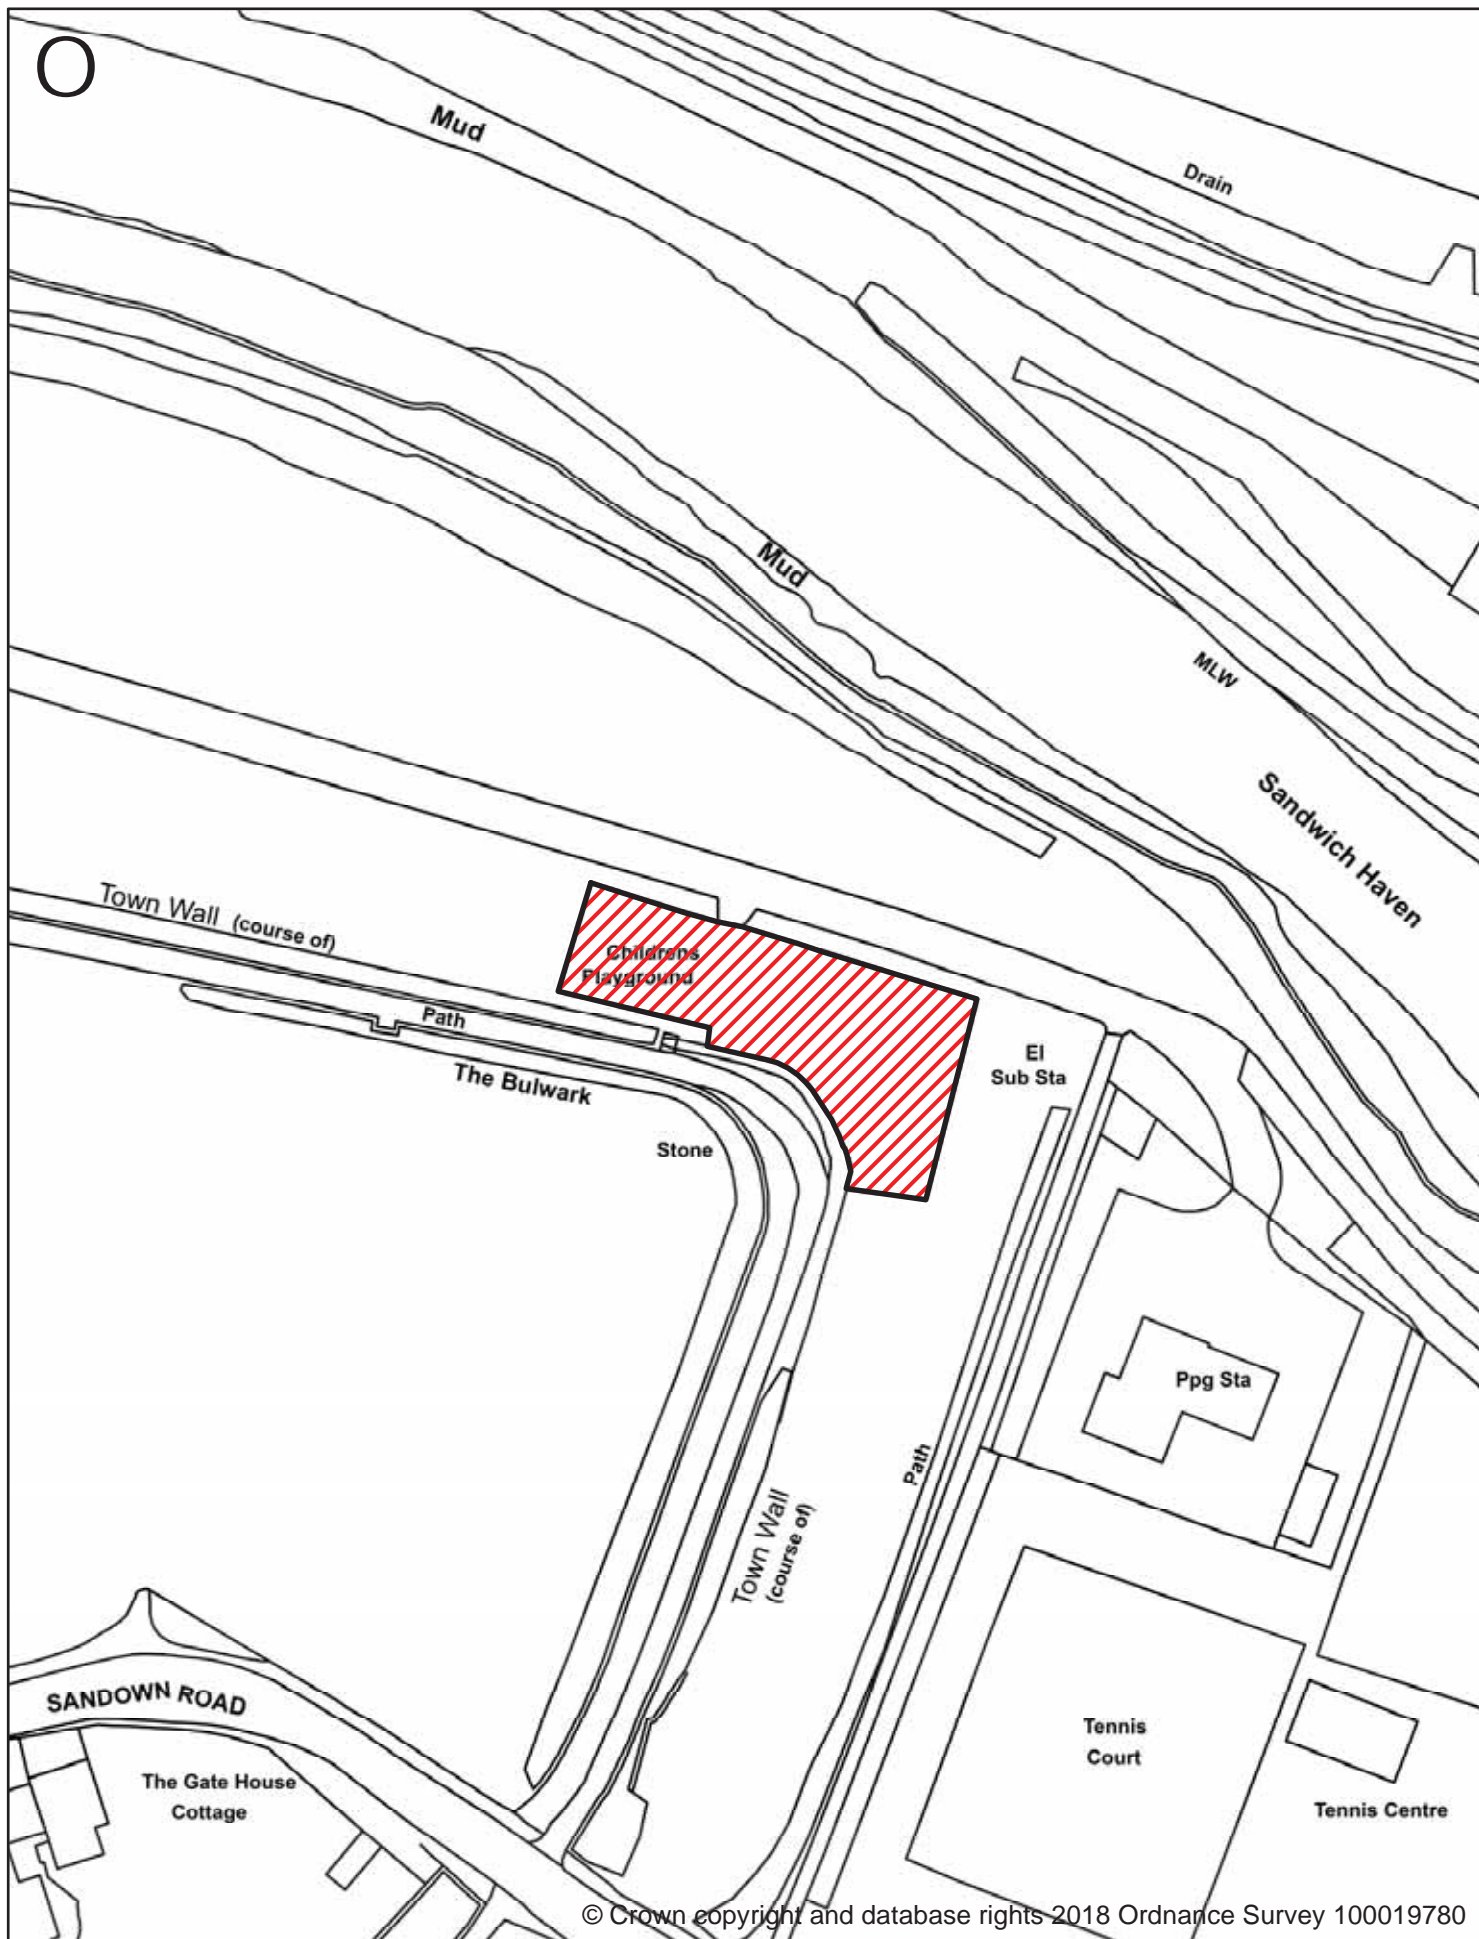 O
Mud
Drain
Mud
MLW
Sandwich Haven
Town Wall (course of)
Childrens
Playground
Path
The Bulwark
Stone
El
Sub Sta
Ppg Sta
Path
Town Wall
(course of)
SANDOWN ROAD
The Gate House
Cottage
Tennis
Court
Tennis Centre
© Crown copyright and database rights 2018 Ordnance Survey 100019780